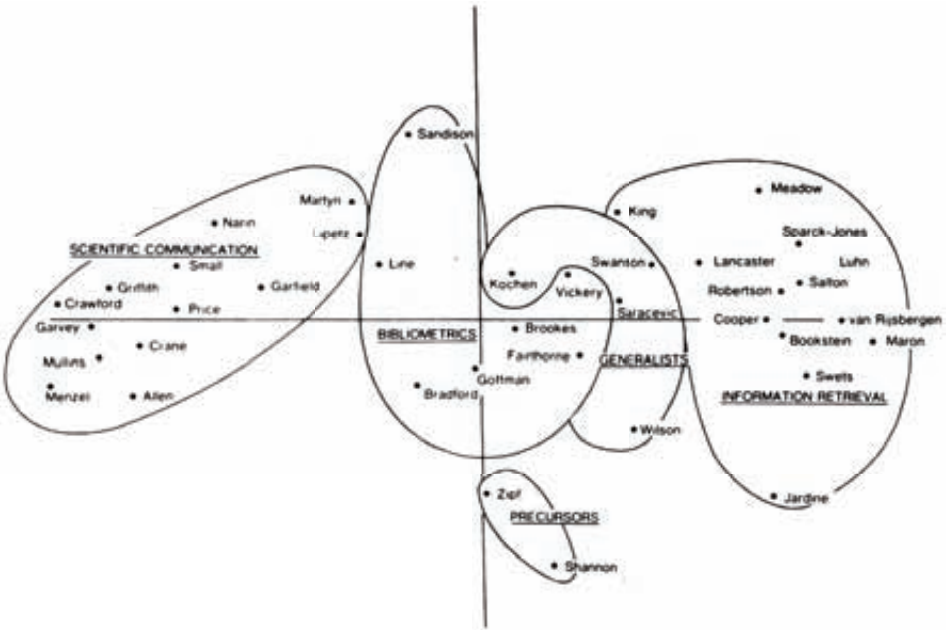 Sandison
Meadow
Martyn
King
Narin
Sparck-Jones
SCIENTIFIC COMMUNICATION
Line
Swanson
Lancaster
Luhn
Small
Kochen
Vickery
Salton
Griffith
Garfield
Robertson
Crawford
Price
Saracevic
Cooper
van Rijsbergen
Garvey
BIBLIOMETRICS
Brookes
Bookstein
Maron
Crane
Fairthorne
GENERALISTS
Mullins
Goffman
Swets
Menzel
Allen
Bradford
INFORMATION RETRIEVAL
Wilson
Zipf
Jardine
PRECURSORS
Shannon